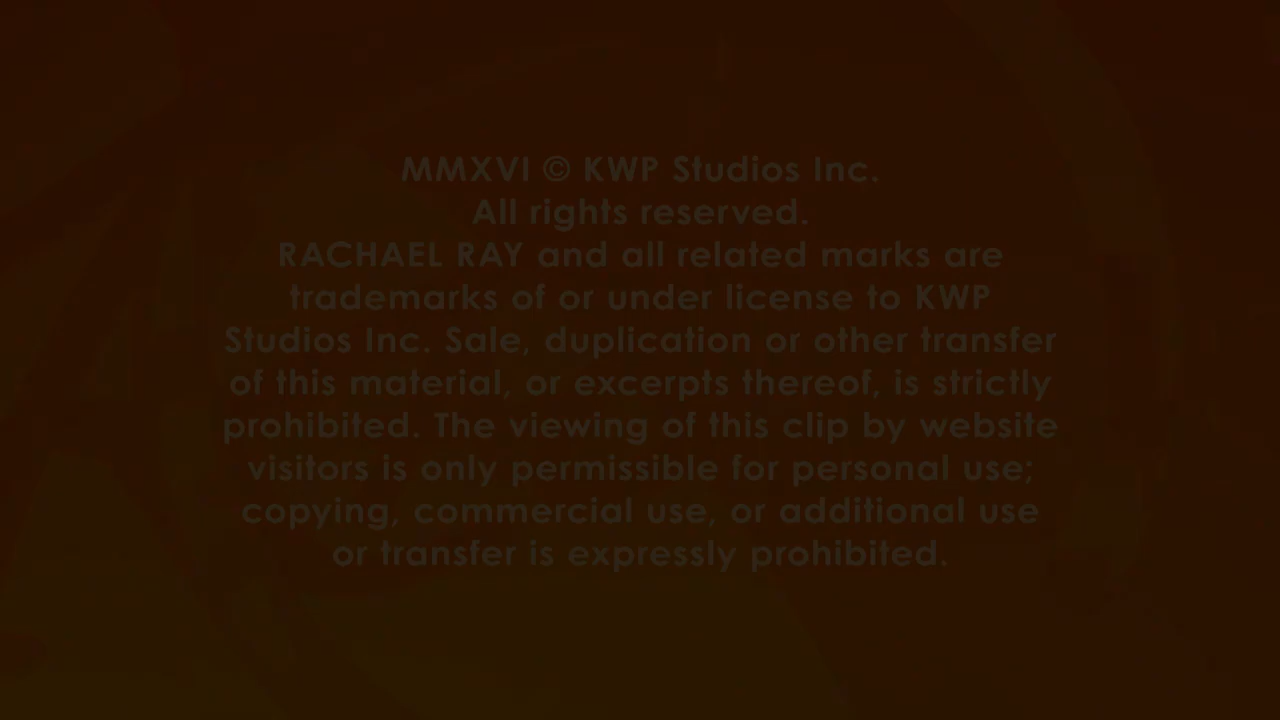 MMXVI © KWP Studios Inc.
All rights reserved.
RACHAEL RAY and all related marks are
trademarks of or under license to KWP
Studios Inc. Sale, duplication or other transfer
of this material, or excerpts thereof, is strictly
prohibited. The viewing of this clip by website
visitors is only permissible for personal use;
copying, commercial use, or additional use
or transfer is expressly prohibited.